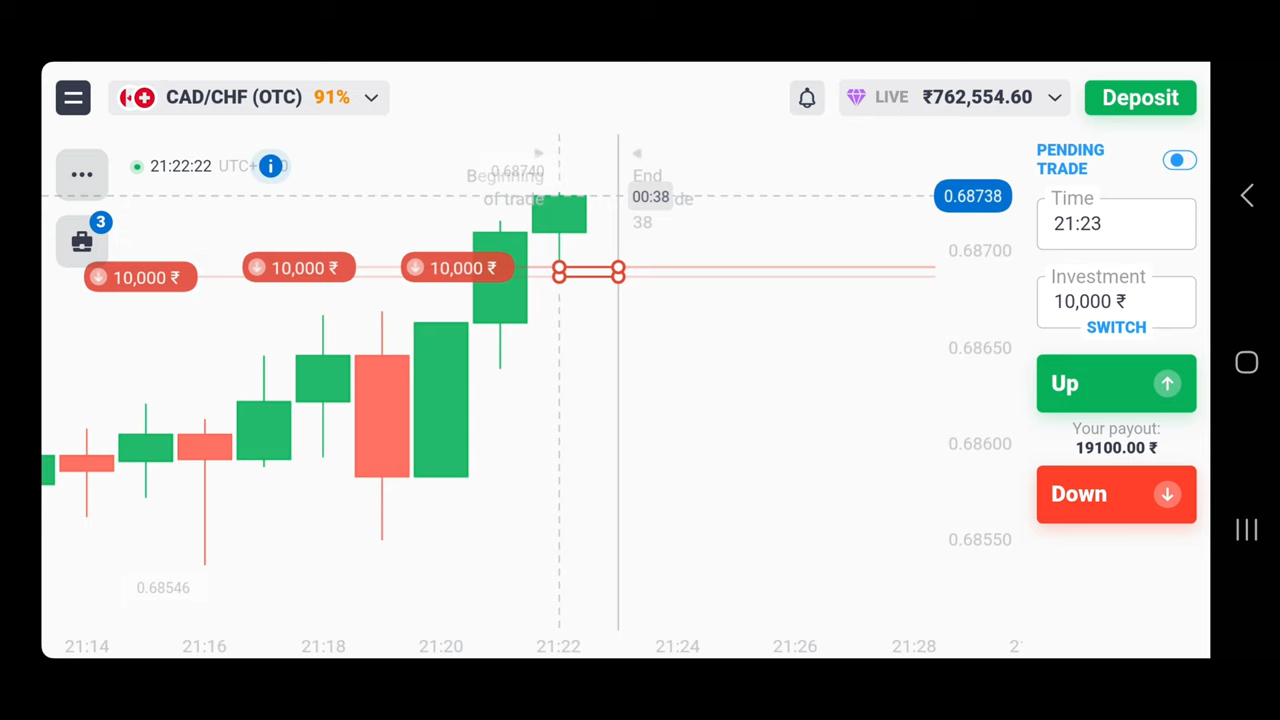 CAD/CHF (OTC) 91%
LIVE ₹762,554.60
Deposit
21:22:22 UTC+
0.68740
Beginning
of trade
End
00:38
de
38
3
10,000 ₹
10,000 ₹
10,000 ₹
0.68738
0.68700
0.68650
0.68600
0.68550
0.68546
21:14
21:16
21:18
21:20
21:22
21:24
21:26
21:28
PENDING
TRADE
Time
21:23
Investment
10,000 ₹
SWITCH
Up
Your payout:
19100.00 ₹
Down